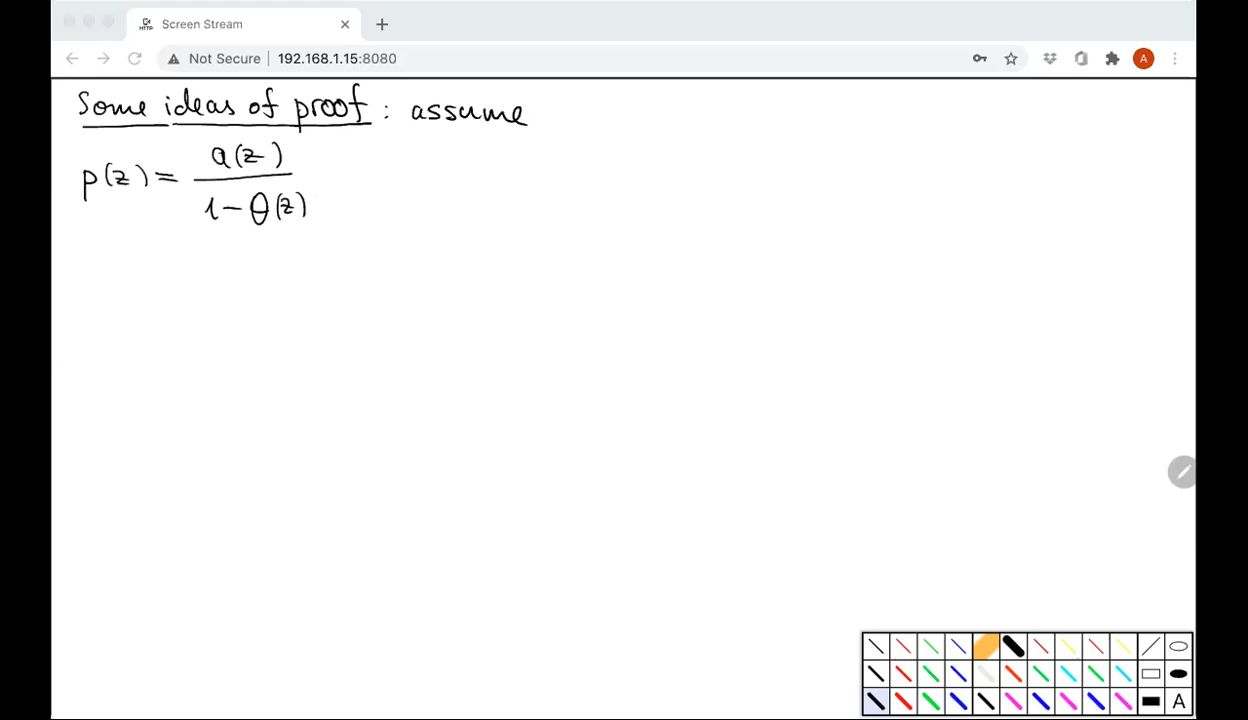 Screen Stream
Not Secure | 192.168.1.15:8080
A
Some ideas of proof : assume
p(z) = a(z) / 1 - θ(z)
A